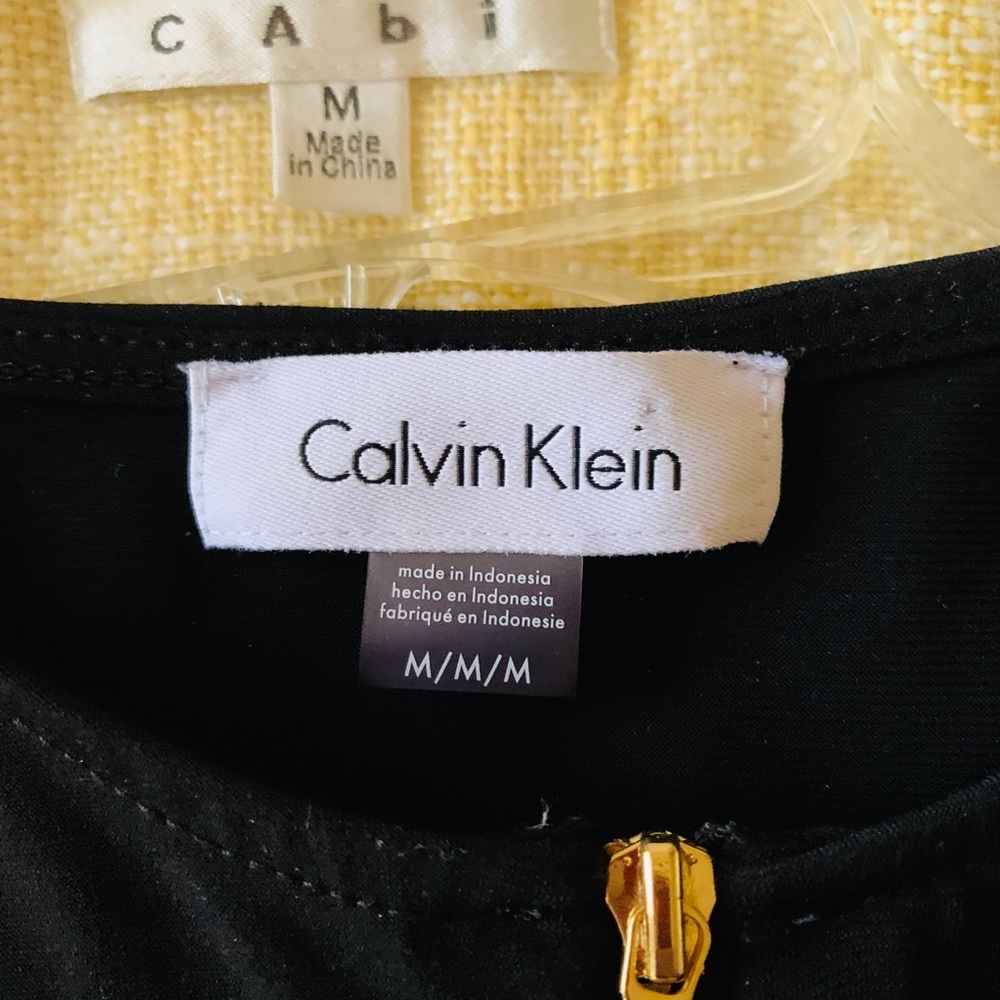 cAbi
M
Made
in China
Calvin Klein
made in Indonesia
hecho en Indonesia
fabriqué en Indonesie
M/M/M